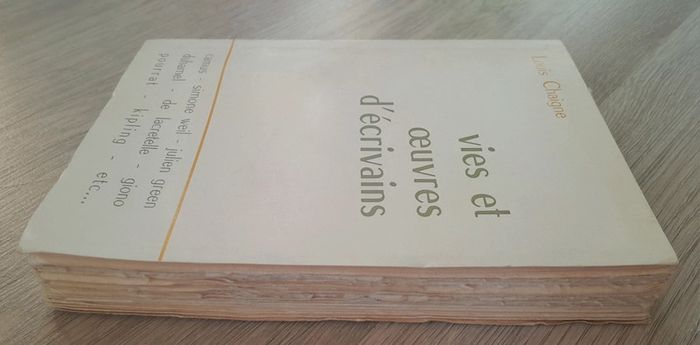 Louis Chaigne
vies et
œuvres
d'écrivains
camus - simone weil - julien green
duhamel - de lacretelle - giono
pourrat - kipling - etc...